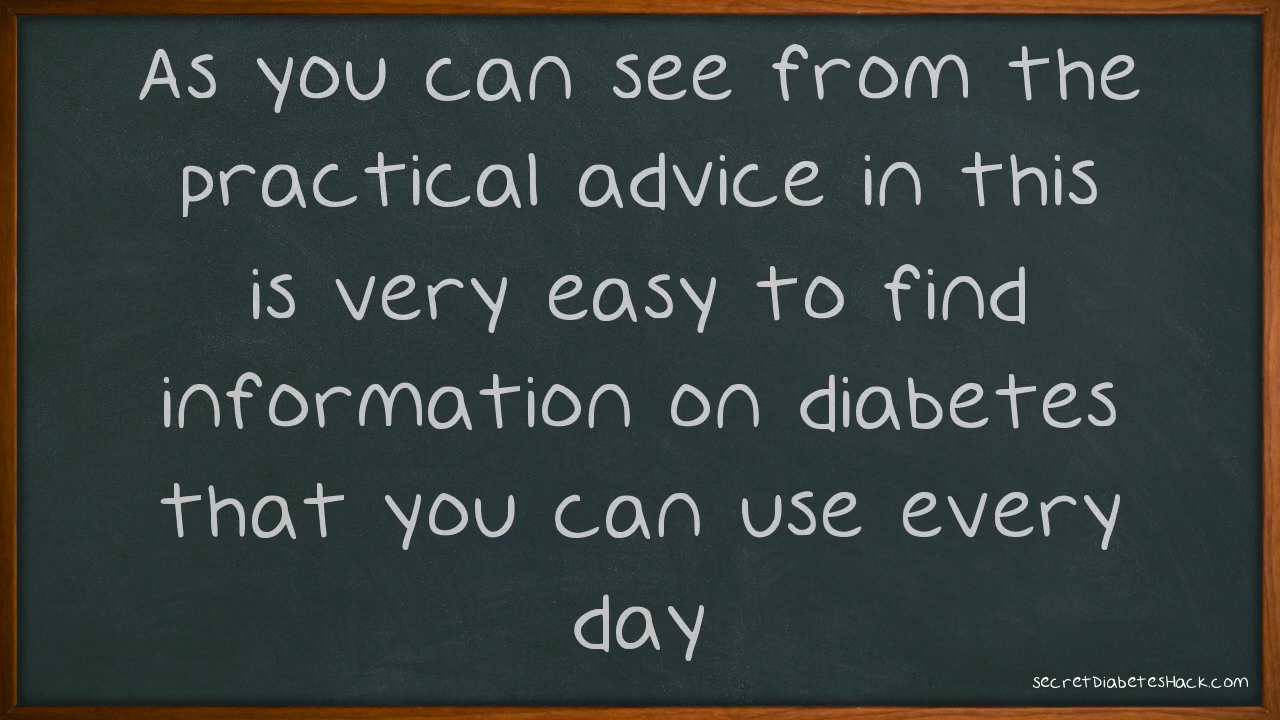 As you can see from the
practical advice in this
is very easy to find
information on diabetes
that you can use every
day
secretDiabetesHack.com